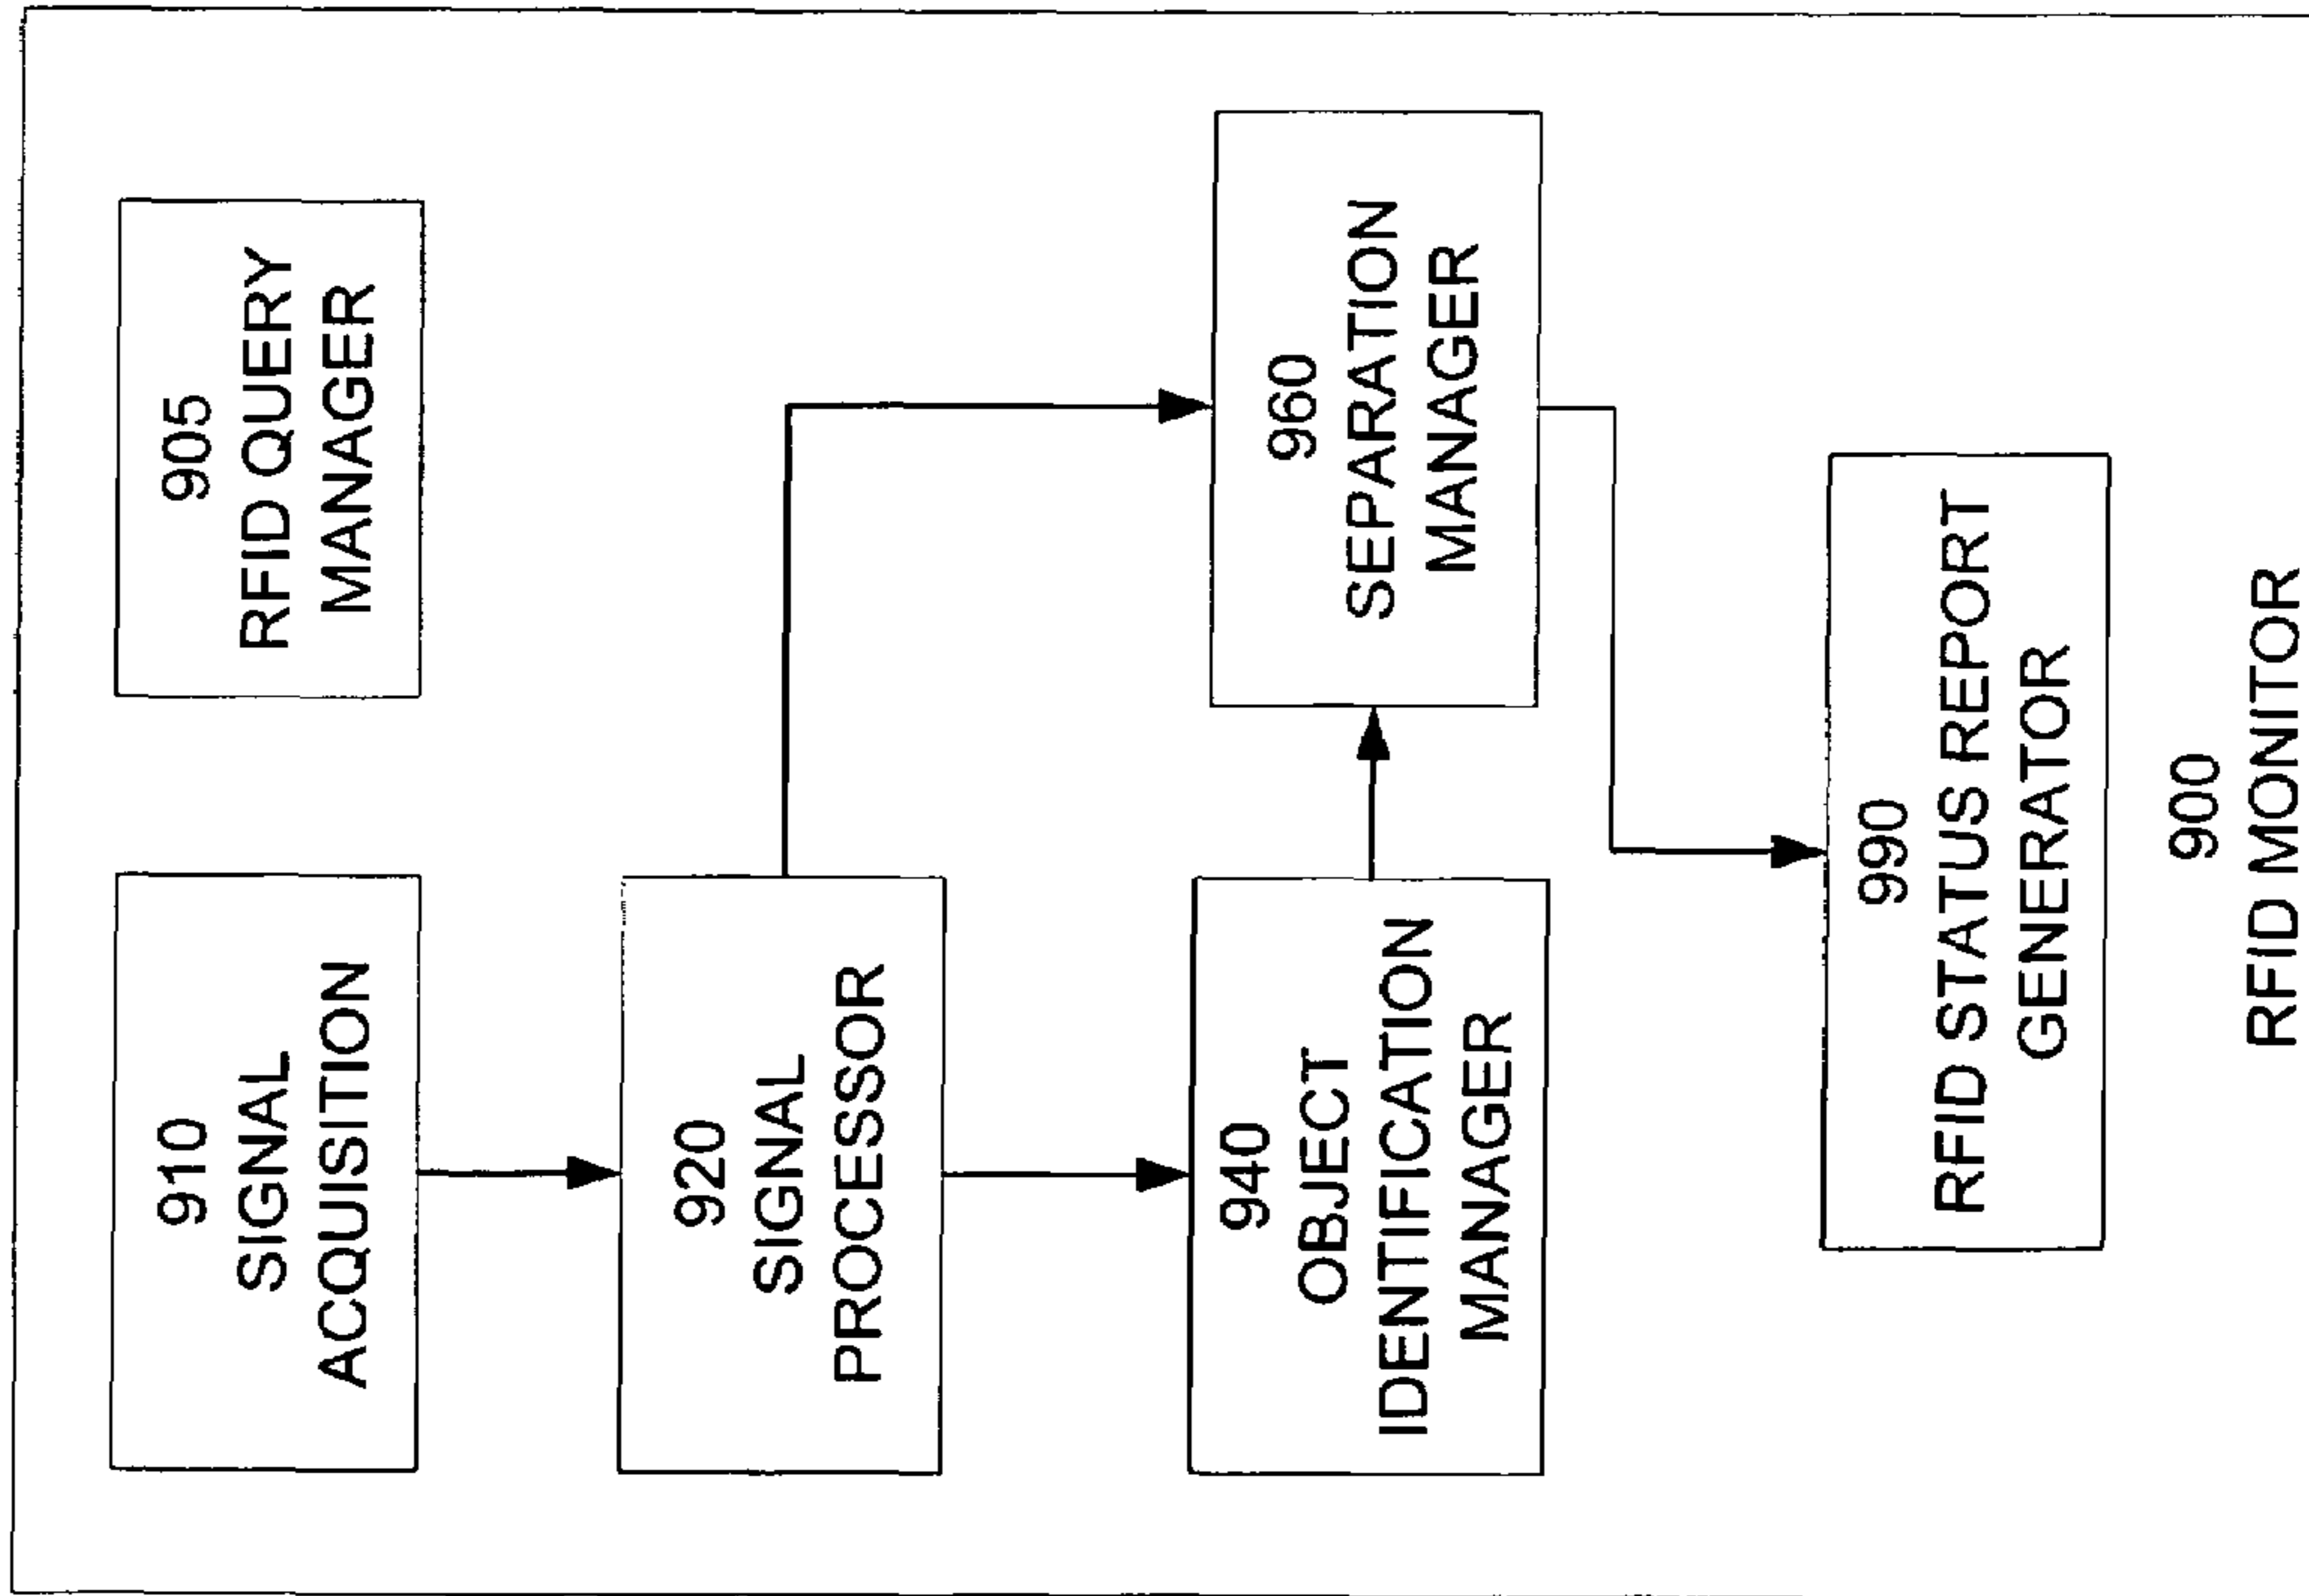 910
SIGNAL
ACQUISITION
905
RFID QUERY
MANAGER
920
SIGNAL
PROCESSOR
940
OBJECT
IDENTIFICATION
MANAGER
960
SEPARATION
MANAGER
990
RFID STATUS REPORT
GENERATOR
900
RFID MONITOR